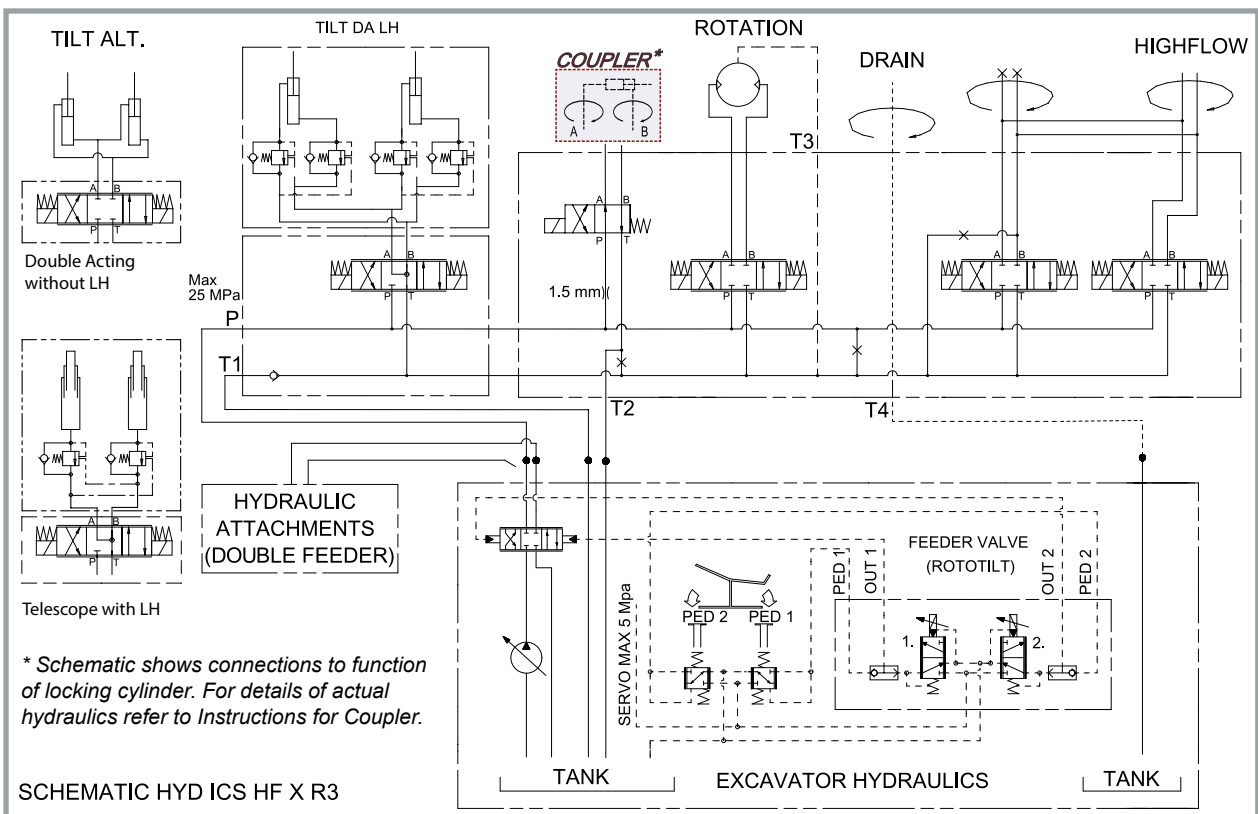 TILT ALT.
TILT DA LH
COUPLER*
A B
ROTATION
DRAIN
HIGHFLOW
T3
A B
P T
Double Acting
without LH
A B
P T
Max
25 MPa
1.5 mm)(
A B
P T
A B
P T
A B
P T
A B
P T
P
T1
T2
T4
A B
P T
Telescope with LH
HYDRAULIC
ATTACHMENTS
(DOUBLE FEEDER)
PED 1
OUT 1
FEEDER VALVE
(ROTOTILT)
OUT 2
PED 2
PED 2
PED 1
1.
2.
SERVO MAX 5 Mpa
* Schematic shows connections to function
of locking cylinder. For details of actual
hydraulics refer to Instructions for Coupler.
SCHEMATIC HYD ICS HF X R3
TANK
EXCAVATOR HYDRAULICS
TANK